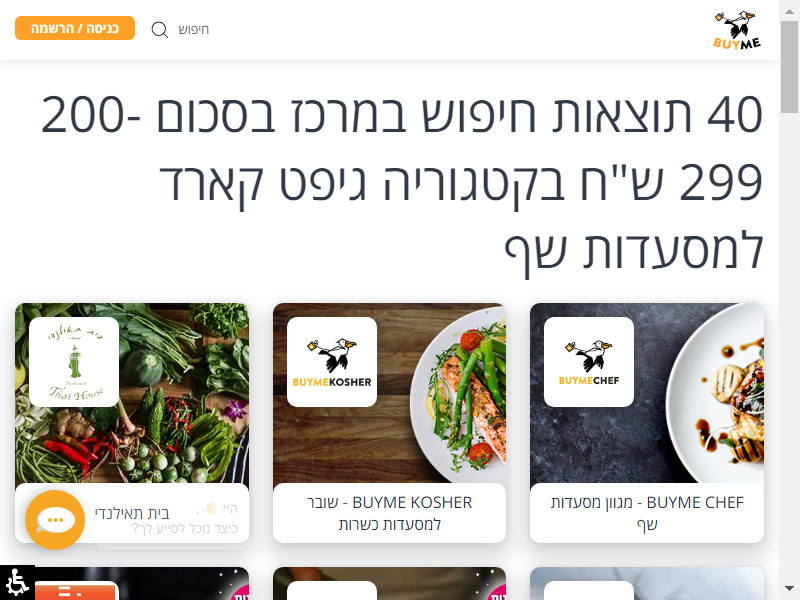 BUYME
חיפוש
כניסה / הרשמה
40 תוצאות חיפוש במרכז בסכום 200-
299 ש"ח בקטגוריה גיפט קארד
למסעדות שף
BUYMECHEF
BUYME CHEF - מגוון מסעדות
שף
BUYMEKOSHER
BUYME KOSHER - שובר
למסעדות כשרות
בית תאילנדי
Restaurant
Thai House
בית תאילנדי
היי 👋,
כיצד נוכל לסייע לך?